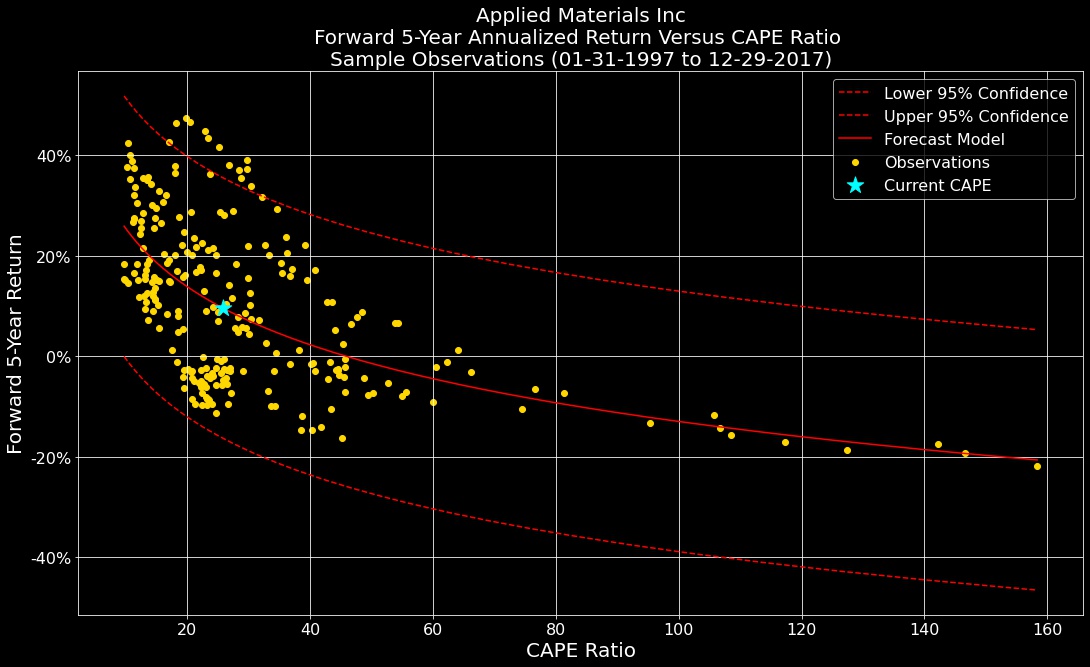 Applied Materials Inc
Forward 5-Year Annualized Return Versus CAPE Ratio
Sample Observations (01-31-1997 to 12-29-2017)
Lower 95% Confidence
Upper 95% Confidence
Forecast Model
Observations
Current CAPE
Forward 5-Year Return
40%
20%
0%
-20%
-40%
20 40 60 80 100 120 140 160
CAPE Ratio